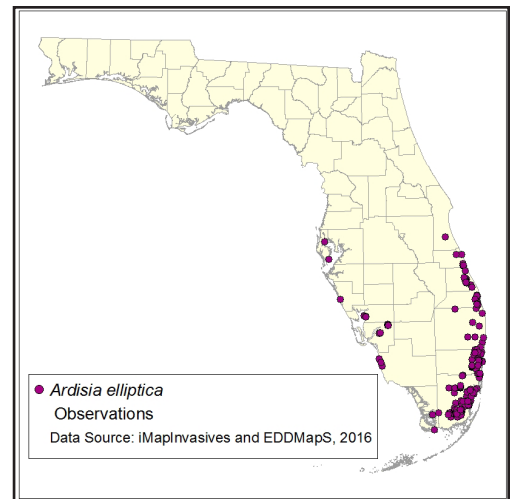 Ardisia elliptica
Observations
Data Source: iMapInvasives and EDDMapS, 2016